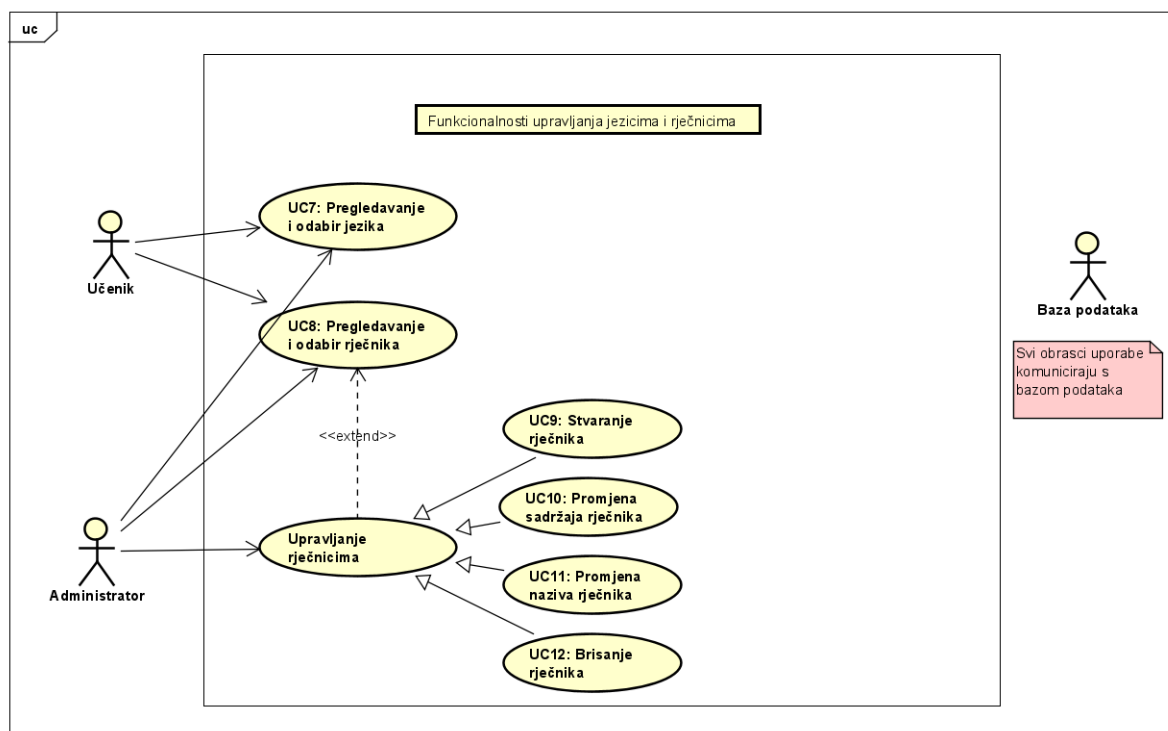 uc
Funkcionalnosti upravljanja jezicima i rječnicima
UC7: Pregledavanje
i odabir jezika
Učenik
Baza podataka
UC8: Pregledavanje
i odabir rječnika
Svi obrasci uporabe
komuniciraju s
bazom podataka
<<extend>>
UC9: Stvaranje
rječnika
UC10: Promjena
sadržaja rječnika
Upravljanje
rječnicima
Administrator
UC11: Promjena
naziva rječnika
UC12: Brisanje
rječnika